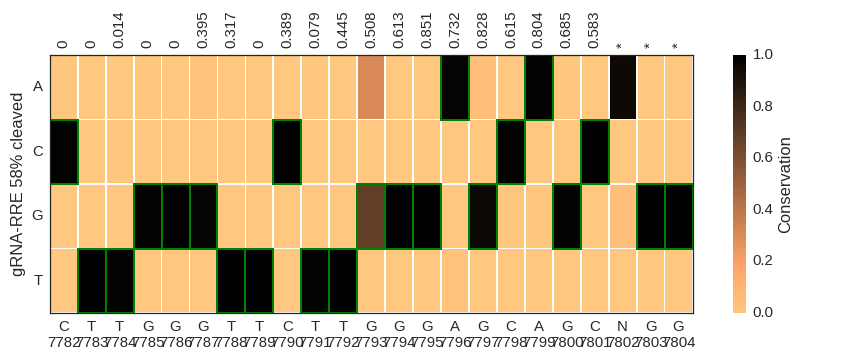 0 0 0.014 0 0 0.395 0.317 0 0.389 0.079 0.445 0.508 0.613 0.851 0.732 0.828 0.615 0.804 0.685 0.583 * * *
A
C
G
T
gRNA-RRE 58% cleaved
C T T G G G T T C T T G G G A G C A G C N G G
7782 7783 7784 7785 7786 7787 7788 7789 7790 7791 7792 7793 7794 7795 7796 7797 7798 7799 7800 7801 7802 7803 7804
1.0
0.8
0.6
0.4
0.2
0.0
Conservation